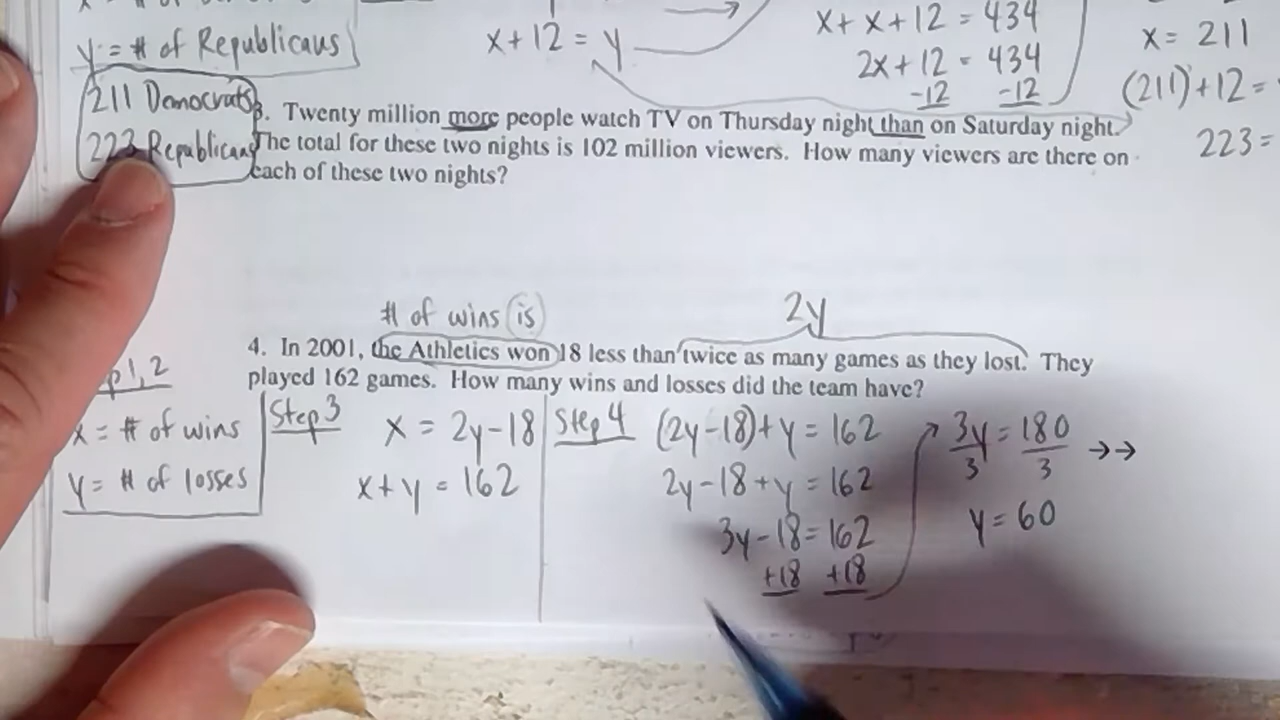 y = # of Republicans
211 Democrats
223 Republicans
x + 12 = y
x + x + 12 = 434
2x + 12 = 434
-12 -12
x = 211
(211) + 12 =
223 =
3. Twenty million more people watch TV on Thursday night than on Saturday night.
The total for these two nights is 102 million viewers. How many viewers are there on
each of these two nights?
# of wins is
2y
4. In 2001, the Athletics won 18 less than twice as many games as they lost. They
played 162 games. How many wins and losses did the team have?
p 1, 2
x = # of wins
y = # of losses
Step 3
x = 2y - 18
x + y = 162
Step 4
(2y - 18) + y = 162
2y - 18 + y = 162
3y - 18 = 162
+18 +18
3y = 180
3 3
y = 60